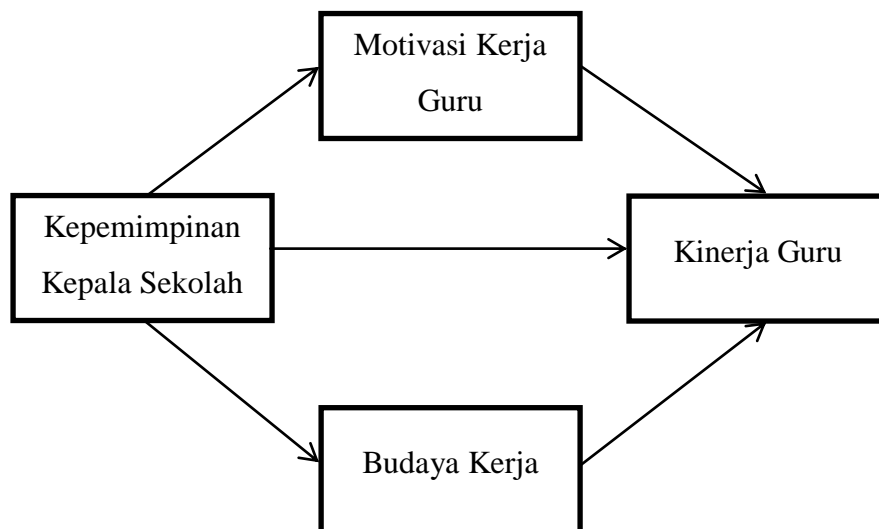 Motivasi Kerja
Guru
Kepemimpinan
Kepala Sekolah
Kinerja Guru
Budaya Kerja